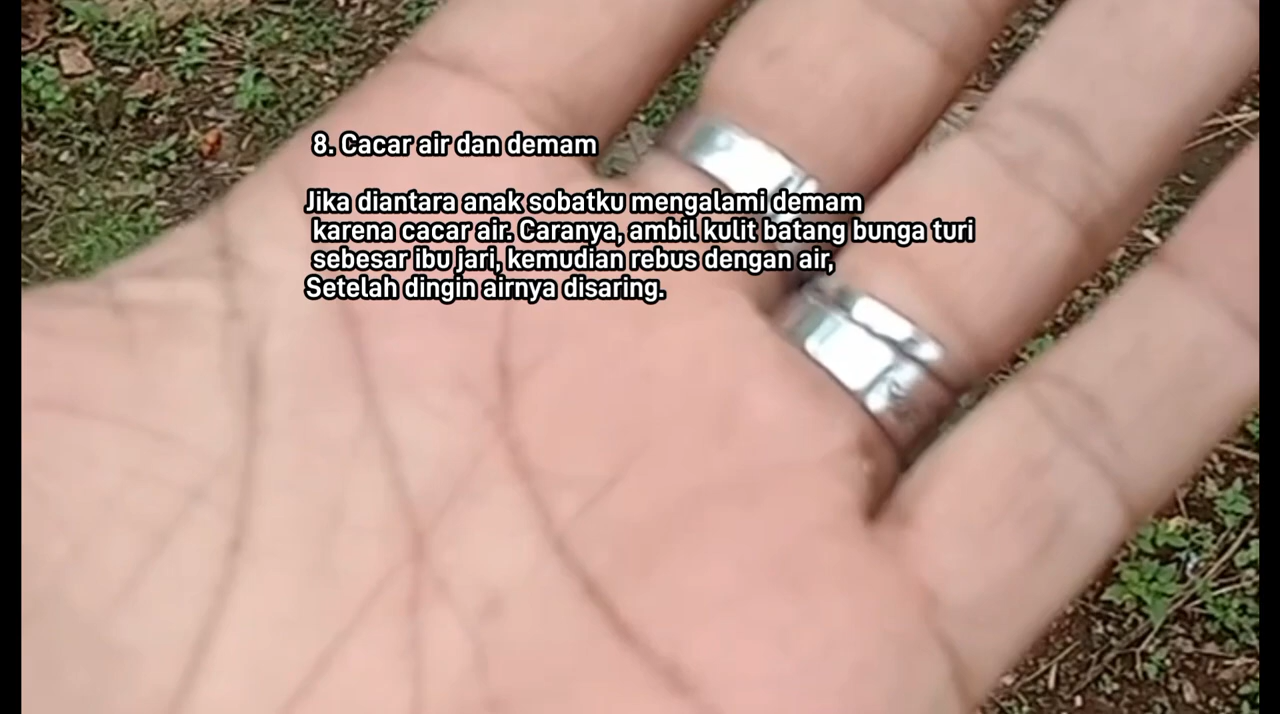 8. Cacar air dan demam
Jika diantara anak sobatku mengalami demam
karena cacar air. Caranya, ambil kulit batang bunga turi
sebesar ibu jari, kemudian rebus dengan air,
Setelah dingin airnya disaring.